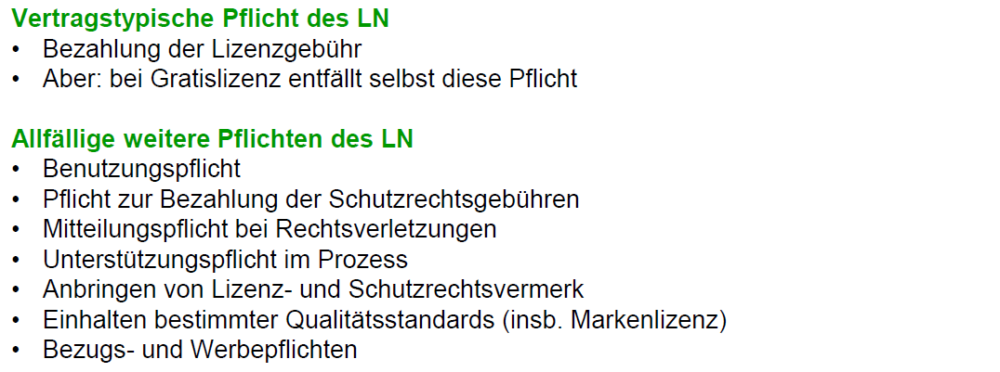 Vertragstypische Pflicht des LN
• Bezahlung der Lizenzgebühr
• Aber: bei Gratislizenz entfällt selbst diese Pflicht
Allfällige weitere Pflichten des LN
• Benutzungspflicht
• Pflicht zur Bezahlung der Schutzrechtsgebühren
• Mitteilungspflicht bei Rechtsverletzungen
• Unterstützungspflicht im Prozess
• Anbringen von Lizenz- und Schutzrechtsvermerk
• Einhalten bestimmter Qualitätsstandards (insb. Markenlizenz)
• Bezugs- und Werbepflichten